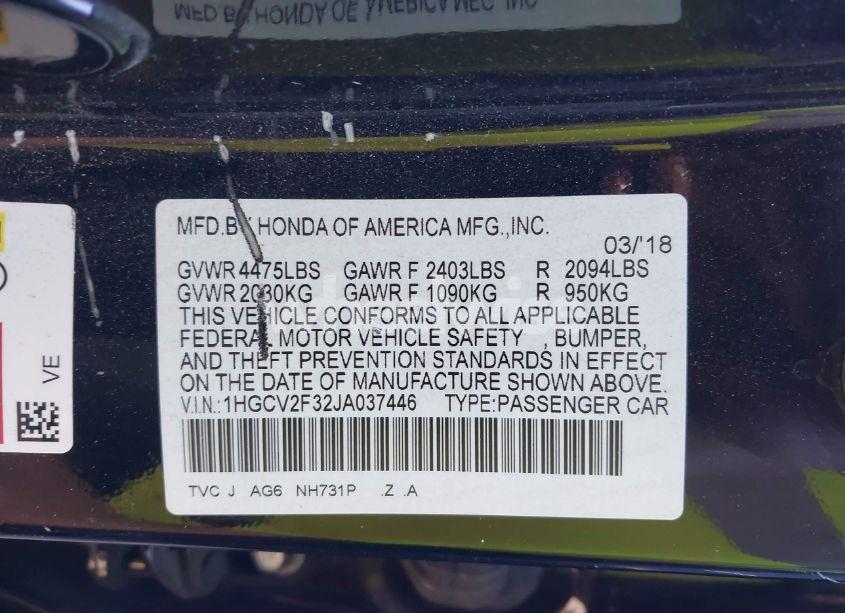 MFD.BY HONDA OF AMERICA MFG.,INC.
03/'18
GVWR 4475LBS GAWR F 2403LBS R 2094LBS
GVWR 2030KG GAWR F 1090KG R 950KG
THIS VEHICLE CONFORMS TO ALL APPLICABLE
FEDERAL MOTOR VEHICLE SAFETY , BUMPER,
AND THEFT PREVENTION STANDARDS IN EFFECT
ON THE DATE OF MANUFACTURE SHOWN ABOVE.
V.I.N.:1HGCV2F32JA037446 TYPE:PASSENGER CAR
TVC J AG6 NH731P .Z .A
VE